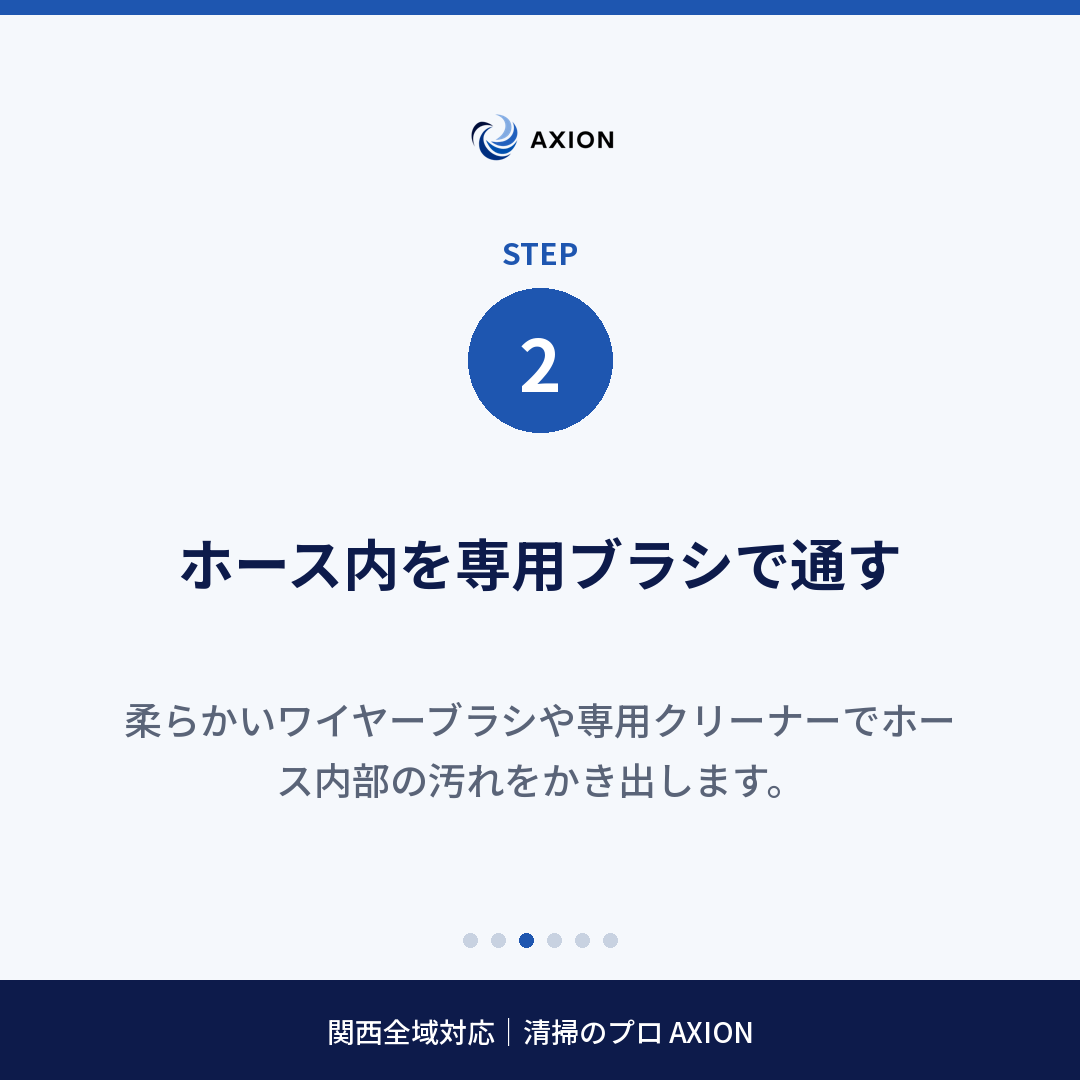 AXION
STEP
2
ホース内を専用ブラシで通す
柔らかいワイヤーブラシや専用クリーナーでホー
ス内部の汚れをかき出します。
関西全域対応｜清掃のプロ AXION